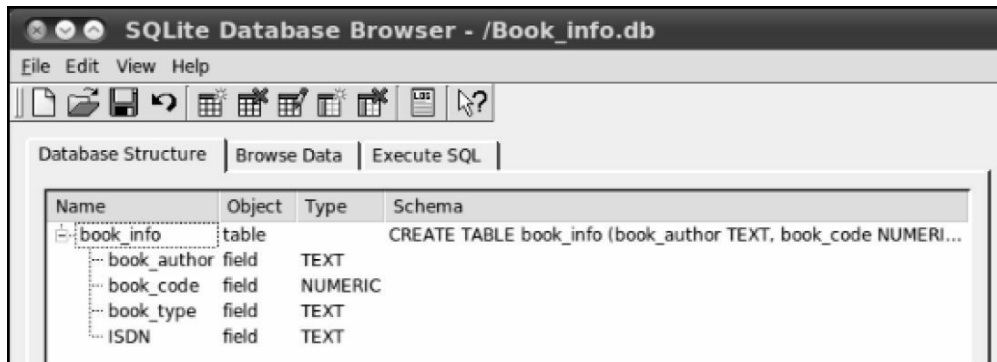 SQLite Database Browser - /Book_info.db
File Edit View Help
LOG
Database Structure Browse Data Execute SQL
Name Object Type Schema
book_info table CREATE TABLE book_info (book_author TEXT, book_code NUMERI...
book_author field TEXT
book_code field NUMERIC
book_type field TEXT
ISDN field TEXT